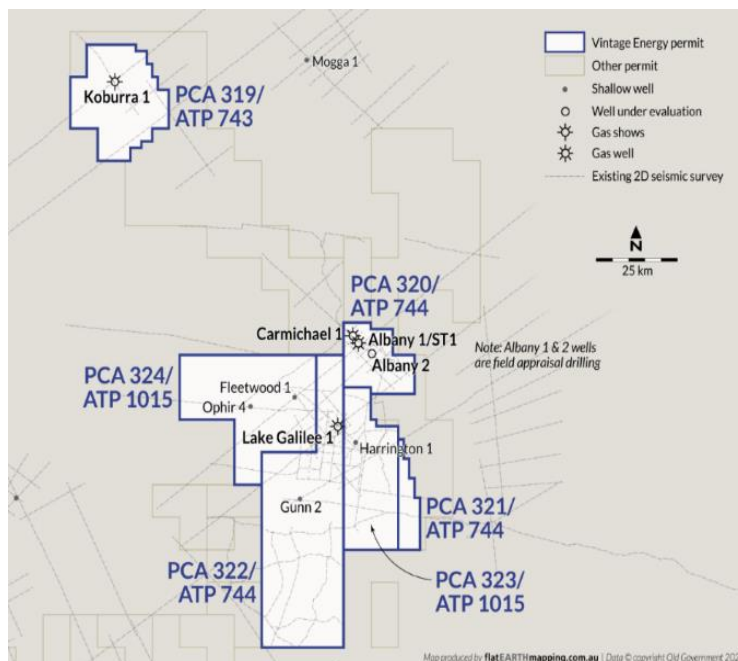 Mogga 1
Koburra 1
PCA 319/
ATP 743
Vintage Energy permit
Other permit
Shallow well
Well under evaluation
Gas shows
Gas well
Existing 2D seismic survey
N
25 km
PCA 320/
ATP 744
Carmichael 1
Albany 1/ST1
Albany 2
Note: Albany 1 & 2 wells
are field appraisal drilling
PCA 324/
ATP 1015
Fleetwood 1
Ophir 4
Lake Galilee 1
Harrington 1
Gunn 2
PCA 321/
ATP 744
PCA 322/
ATP 744
PCA 323/
ATP 1015
Map produced by flatEARTHmapping.com.au | Data © copyright Qld Government